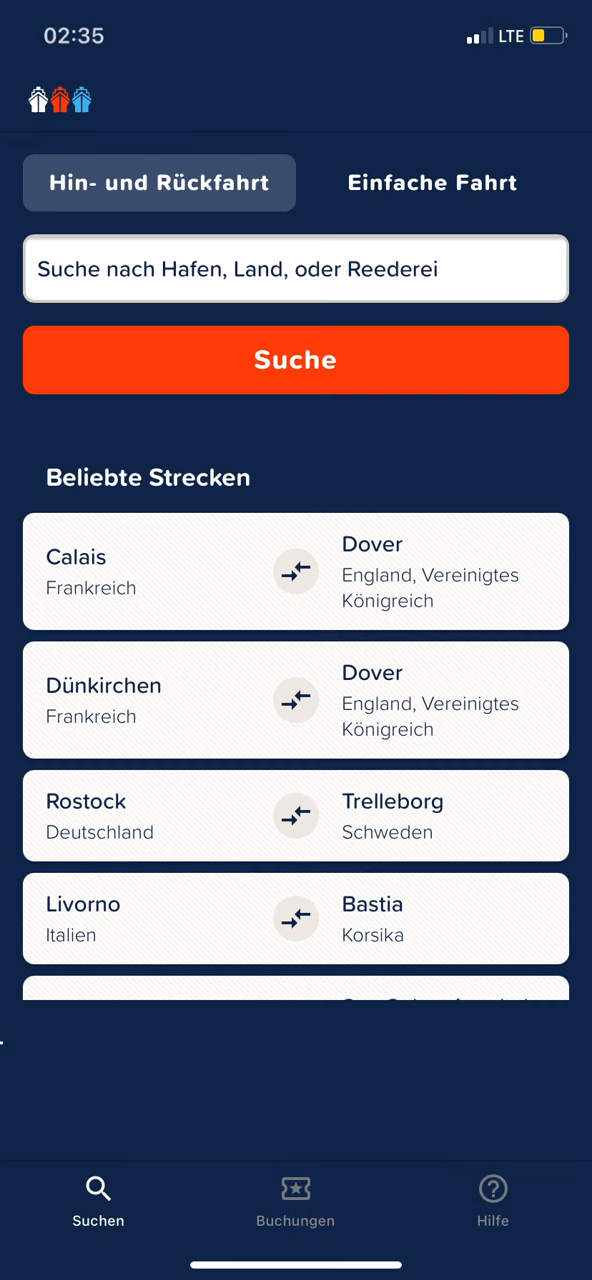 02:35
LTE
Hin- und Rückfahrt
Einfache Fahrt
Suche nach Hafen, Land, oder Reederei
Suche
Beliebte Strecken
Calais
Frankreich
Dover
England, Vereinigtes
Königreich
Dünkirchen
Frankreich
Dover
England, Vereinigtes
Königreich
Rostock
Deutschland
Trelleborg
Schweden
Livorno
Italien
Bastia
Korsika
Suchen
Buchungen
Hilfe